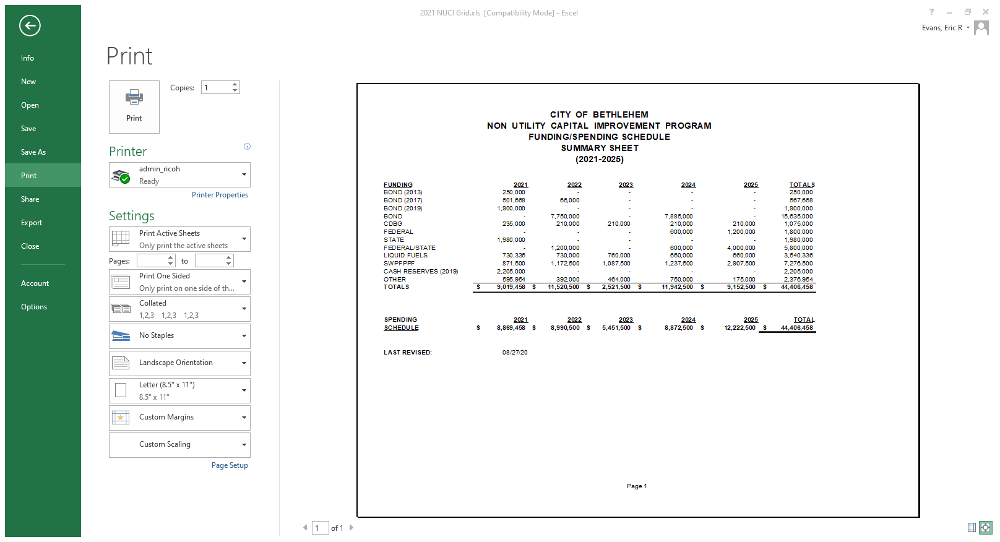 2021 NUCI Grid.xls [Compatibility Mode] - Excel
?
Evans, Eric R
Info
New
Open
Save
Save As
Print
Share
Export
Close
Account
Options
Print
Print
Copies: 1
Printer
admin_ricoh
Ready
Printer Properties
Settings
Print Active Sheets
Only print the active sheets
Pages: to
Print One Sided
Only print on one side of th...
Collated
1,2,3 1,2,3 1,2,3
No Staples
Landscape Orientation
Letter (8.5" x 11")
8.5" x 11"
Custom Margins
Custom Scaling
Page Setup
CITY OF BETHLEHEM
NON UTILITY CAPITAL IMPROVEMENT PROGRAM
FUNDING/SPENDING SCHEDULE
SUMMARY SHEET
(2021-2025)
FUNDING 2021 2022 2023 2024 2025 TOTALS
BOND (2013) 250,000 - - - - 250,000
BOND (2017) 501,668 66,000 - - - 567,668
BOND (2019) 1,900,000 - - - - 1,900,000
BOND - 7,750,000 - 7,885,000 - 15,635,000
CDBG 235,000 210,000 210,000 210,000 210,000 1,075,000
FEDERAL - - - 600,000 1,200,000 1,800,000
STATE 1,980,000 - - - - 1,980,000
FEDERAL/STATE - 1,200,000 - 600,000 4,000,000 5,800,000
LIQUID FUELS 730,336 730,000 760,000 660,000 660,000 3,540,336
SWPFPPF 871,500 1,172,500 1,087,500 1,237,500 2,907,500 7,276,500
CASH RESERVES (2019) 2,205,000 - - - - 2,205,000
OTHER 595,954 392,000 464,000 750,000 175,000 2,376,954
TOTALS $ 9,019,458 $ 11,520,500 $ 2,521,500 $ 11,942,500 $ 9,152,500 $ 44,406,458
SPENDING 2021 2022 2023 2024 2025 TOTAL
SCHEDULE $ 8,869,458 $ 8,990,500 $ 5,451,500 $ 8,872,500 $ 12,222,500 $ 44,406,458
LAST REVISED: 08/27/20
Page 1
1 of 1